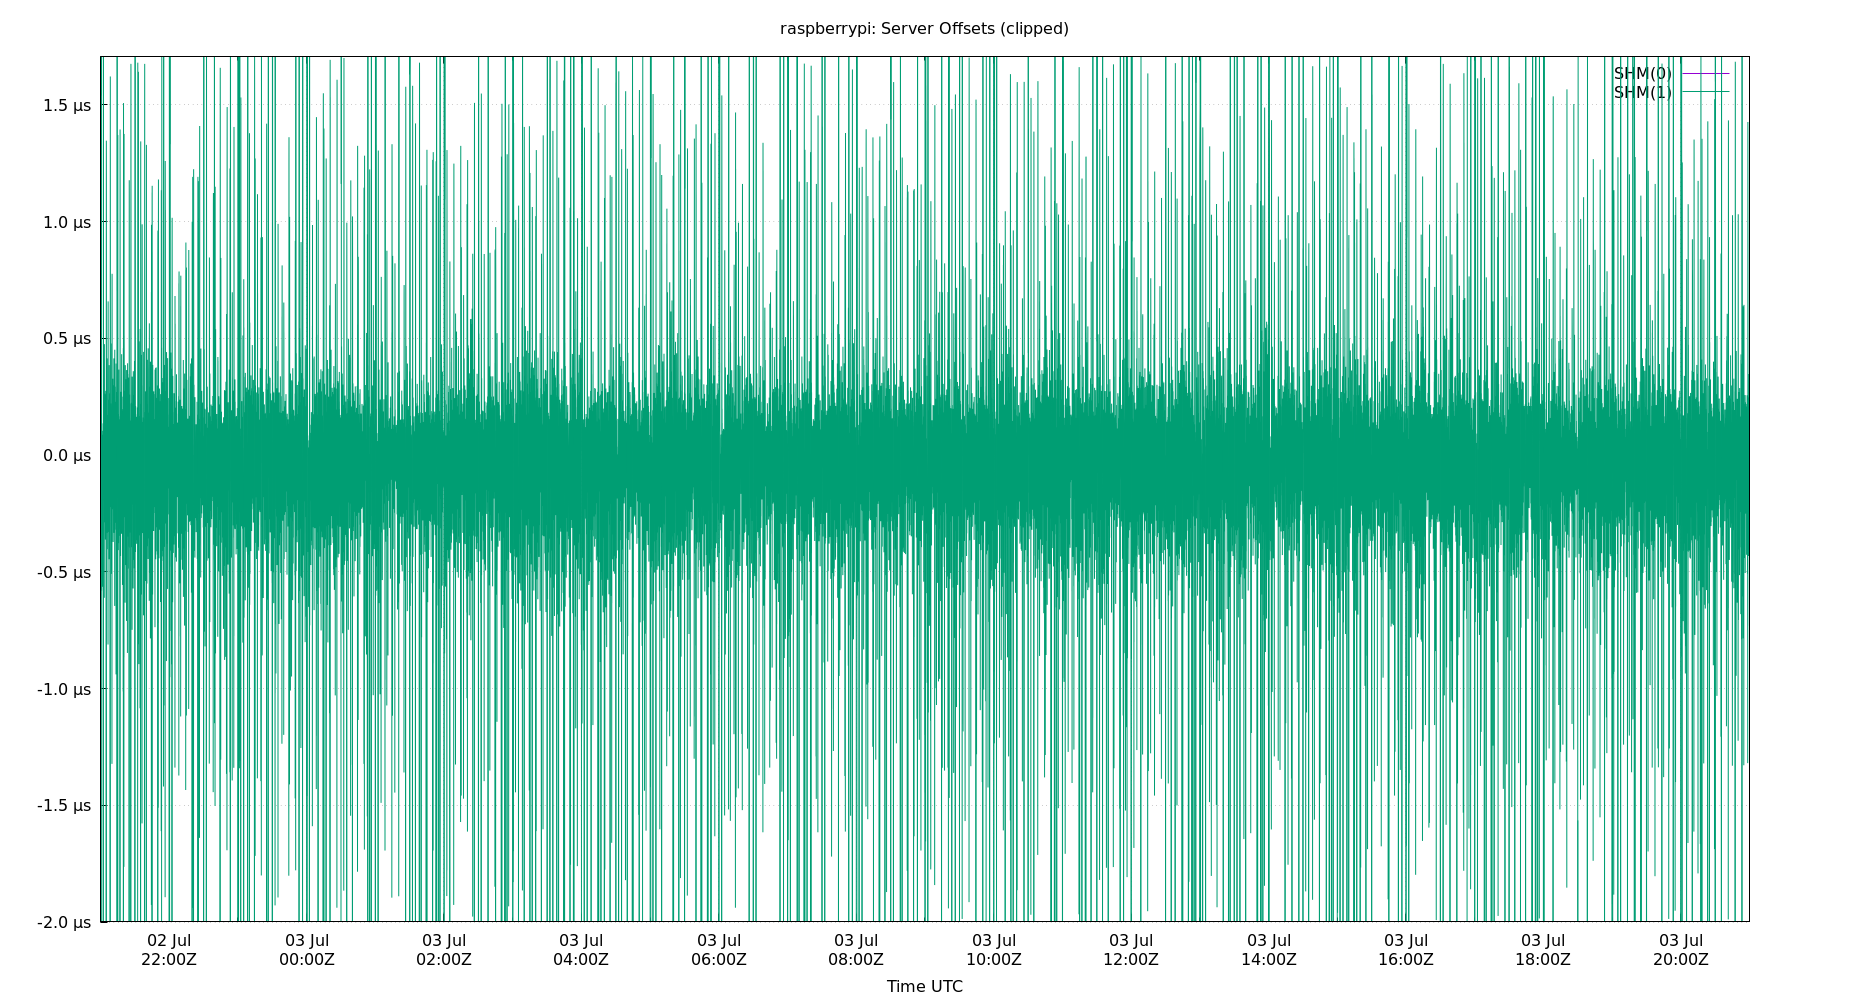 raspberrypi: Server Offsets (clipped)
SHM(0)
SHM(1)
1.5 µs
1.0 µs
0.5 µs
0.0 µs
-0.5 µs
-1.0 µs
-1.5 µs
-2.0 µs
02 Jul 03 Jul 03 Jul 03 Jul 03 Jul 03 Jul 03 Jul 03 Jul 03 Jul 03 Jul 03 Jul 03 Jul
22:00Z 00:00Z 02:00Z 04:00Z 06:00Z 08:00Z 10:00Z 12:00Z 14:00Z 16:00Z 18:00Z 20:00Z
Time UTC